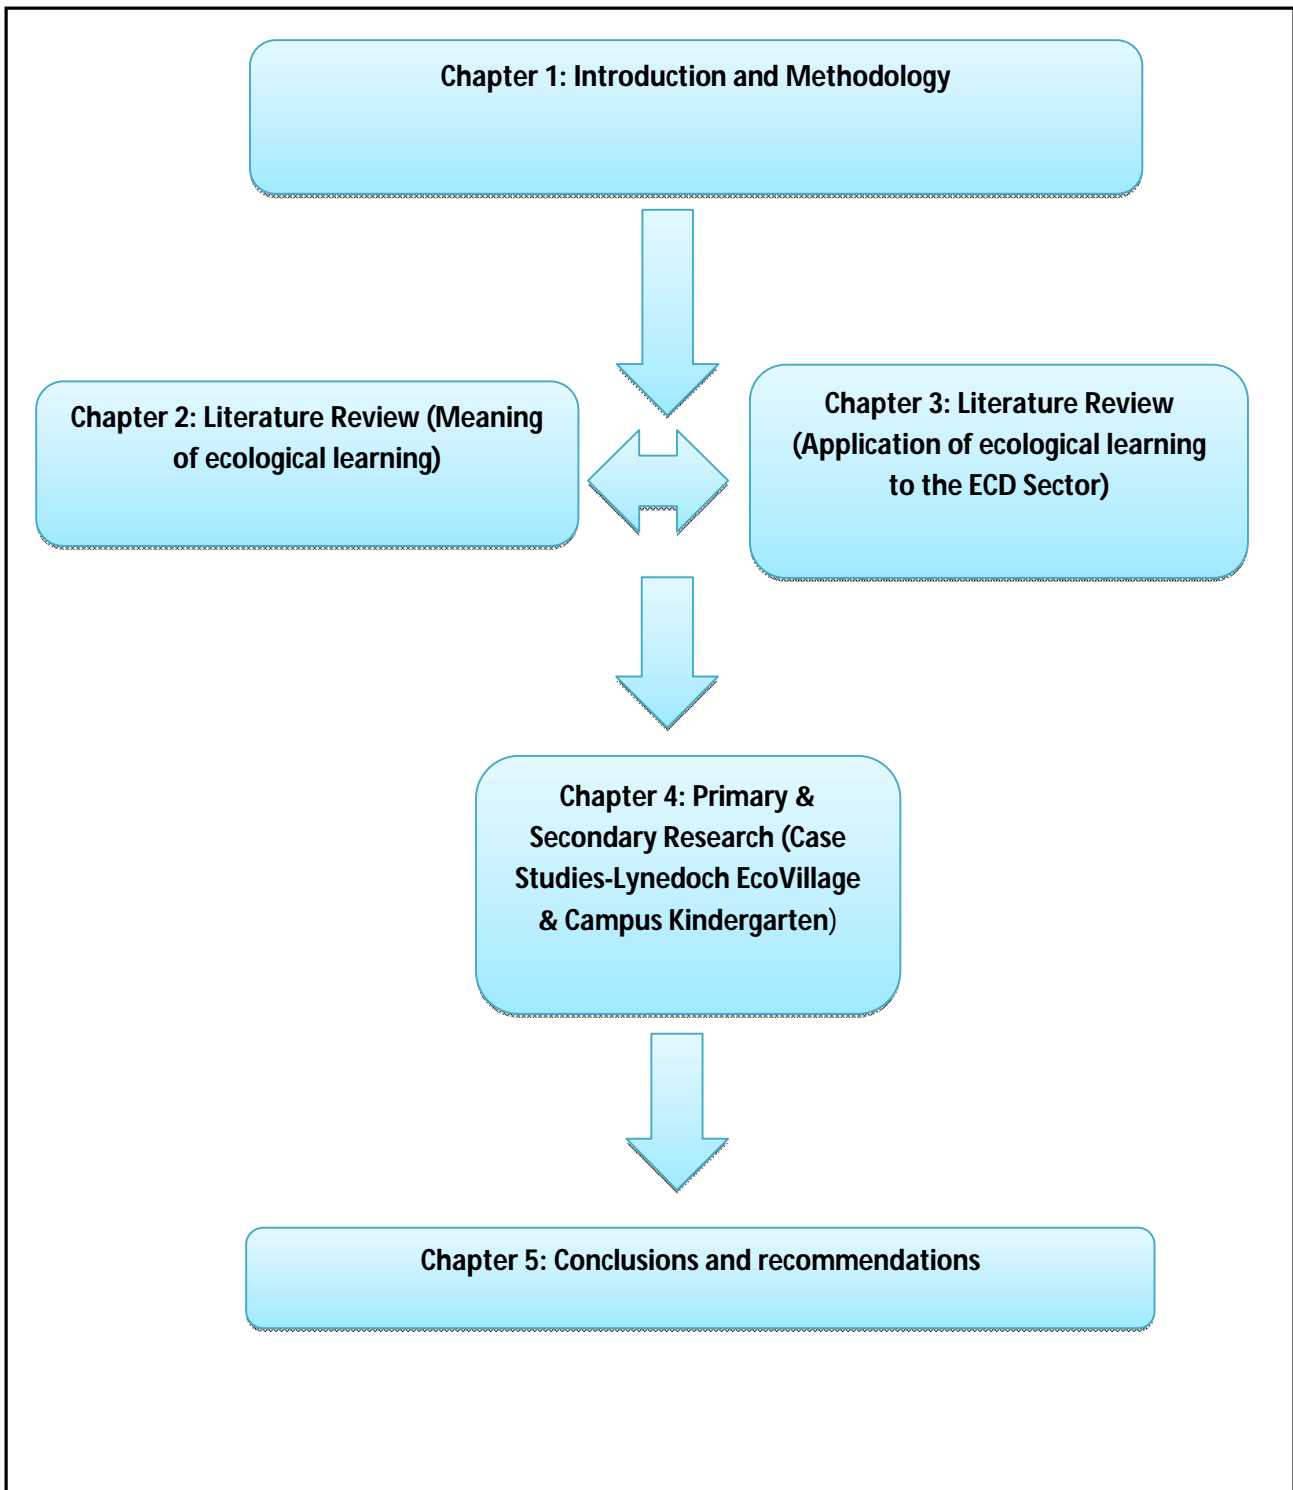 Chapter 1: Introduction and Methodology
Chapter 2: Literature Review (Meaning
of ecological learning)
Chapter 3: Literature Review
(Application of ecological learning
to the ECD Sector)
Chapter 4: Primary &
Secondary Research (Case
Studies-Lynedoch EcoVillage
& Campus Kindergarten)
Chapter 5: Conclusions and recommendations